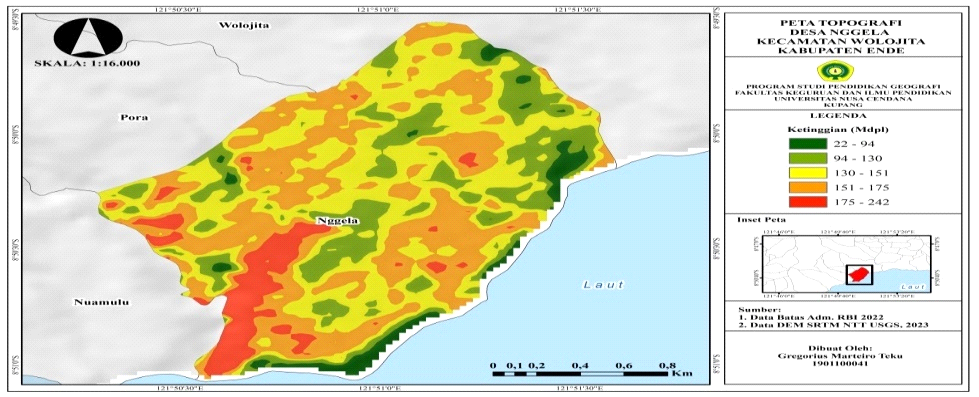 121°50'30"E
121°51'0"E
121°51'30"E
Wolojita
SKALA: 1:16.000
Pora
Nggela
Nuamulu
Laut
0 0,1 0,2 0,4 0,6 0,8
Km
121°50'30"E
121°51'0"E
121°51'30"E
PETA TOPOGRAFI
DESA NGGELA
KECAMATAN WOLOJITA
KABUPATEN ENDE
PROGRAM STUDI PENDIDIKAN GEOGRAFI
FAKULTAS KEGURUAN DAN ILMU PENDIDIKAN
UNIVERSITAS NUSA CENDANA
KUPANG
LEGENDA
Ketinggian (Mdpl)
22 - 94
94 - 130
130 - 151
151 - 175
175 - 242
Inset Peta
Laut
Sumber:
1. Data Batas Adm. RBI 2022
2. Data DEM SRTM NTT USGS, 2023
Dibuat Oleh:
Gregorius Marteiro Teku
1901100041